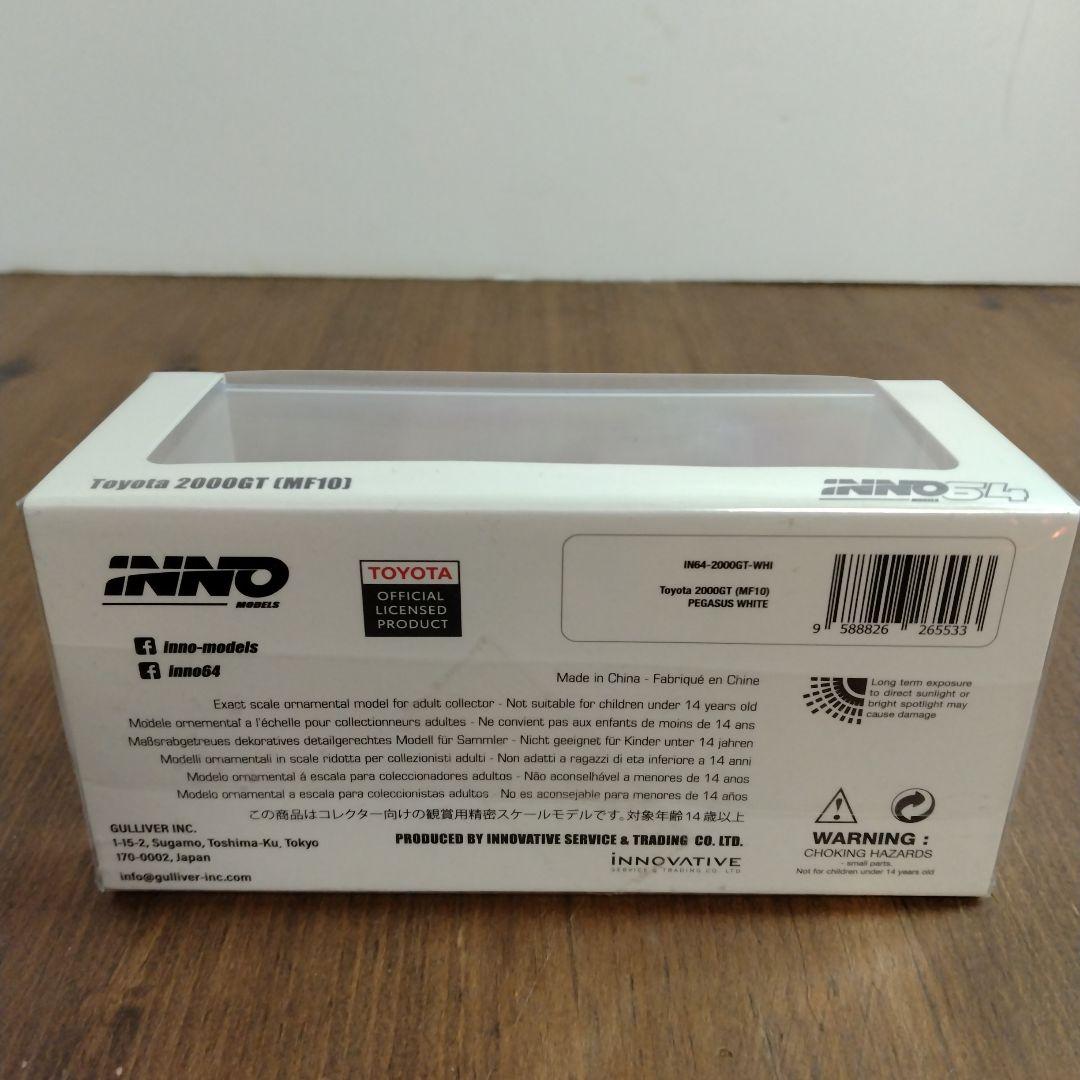 Toyota 2000GT (MF10)
INNO64
MODELS
INNO
MODELS
inno-models
inno64
TOYOTA
OFFICIAL
LICENSED
PRODUCT
IN64-2000GT-WHI
Toyota 2000GT (MF10)
PEGASUS WHITE
9 588826 265533
Made in China - Fabriqué en Chine
Long term exposure
to direct sunlight or
bright spotlight may
cause damage
Exact scale ornamental model for adult collector - Not suitable for children under 14 years old
Modele ornemental a l'échelle pour collectionneurs adultes - Ne convient pas aux enfants de moins de 14 ans
Maßsrabgetreues dekoratives detailgerechtes Modell für Sammler - Nicht geeignet für Kinder unter 14 jahren
Modelli ornamentali in scale ridotta per collezionisti adulti - Non adatti a ragazzi di eta inferiore a 14 anni
Modelo ornamental á escala para coleccionadores adultos - Não aconselhável a menores de 14 anos
Modelo ornamental a escala para coleccionistas adultos - No es aconsejable para menores de 14 años
この商品はコレクター向けの観賞用精密スケールモデルです。対象年齢14歳以上
GULLIVER INC.
1-15-2, Sugamo, Toshima-Ku, Tokyo
170-0002, Japan
info@gulliver-inc.com
PRODUCED BY INNOVATIVE SERVICE & TRADING CO. LTD.
INNOVATIVE
SERVICE & TRADING CO. LTD
WARNING :
CHOKING HAZARDS
- small parts.
Not for children under 14 years old